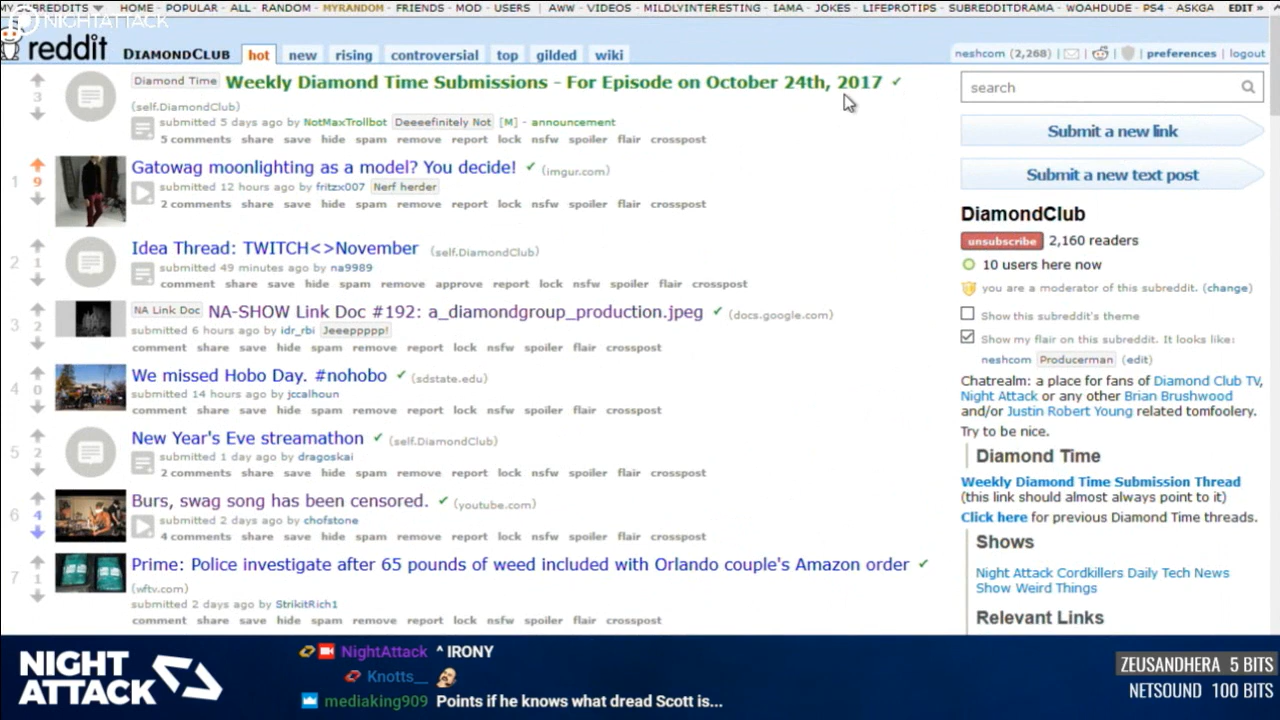 MY SUBREDDITS HOME - POPULAR - ALL - RANDOM - MYRANDOM - FRIENDS - MOD - USERS | AWW - VIDEOS - MILDLYINTERESTING - IAMA - JOKES - LIFEPROTIPS - SUBREDDITDRAMA - WOAHDUDE - PS4 - ASKGA EDIT »
NIGHTATTACK
reddit DIAMONDCLUB hot new rising controversial top gilded wiki
neshcom (2,268) | preferences | logout
3
Diamond Time Weekly Diamond Time Submissions - For Episode on October 24th, 2017 ✓
(self.DiamondClub)
submitted 5 days ago by NotMaxTrollbot Deeeefinitely Not [M] - announcement
5 comments share save hide spam remove report lock nsfw spoiler flair crosspost
1 9
Gatowag moonlighting as a model? You decide! ✓ (imgur.com)
submitted 12 hours ago by fritzx007 Nerf herder
2 comments share save hide spam remove report lock nsfw spoiler flair crosspost
2 1
Idea Thread: TWITCH<>November (self.DiamondClub)
submitted 49 minutes ago by na9989
comment share save hide spam remove approve report lock nsfw spoiler flair crosspost
3 2
NA Link Doc NA-SHOW Link Doc #192: a_diamondgroup_production.jpeg ✓ (docs.google.com)
submitted 6 hours ago by idr_rbi Jeeeppppp!
comment share save hide spam remove report lock nsfw spoiler flair crosspost
4 0
We missed Hobo Day. #nohobo ✓ (sdstate.edu)
submitted 14 hours ago by jccalhoun
comment share save hide spam remove report lock nsfw spoiler flair crosspost
5 2
New Year's Eve streamathon ✓ (self.DiamondClub)
submitted 1 day ago by dragoskai
2 comments share save hide spam remove report lock nsfw spoiler flair crosspost
6 4
Burs, swag song has been censored. ✓ (youtube.com)
submitted 2 days ago by chofstone
4 comments share save hide spam remove report lock nsfw spoiler flair crosspost
7 1
Prime: Police investigate after 65 pounds of weed included with Orlando couple's Amazon order ✓
(wftv.com)
submitted 2 days ago by StrikitRich1
comment share save hide spam remove report lock nsfw spoiler flair crosspost
search
Submit a new link
Submit a new text post
DiamondClub
unsubscribe 2,160 readers
10 users here now
you are a moderator of this subreddit. (change)
Show this subreddit's theme
Show my flair on this subreddit. It looks like:
neshcom Producerman (edit)
Chatrealm: a place for fans of Diamond Club TV,
Night Attack or any other Brian Brushwood
and/or Justin Robert Young related tomfoolery.
Try to be nice.
Diamond Time
Weekly Diamond Time Submission Thread
(this link should almost always point to it)
Click here for previous Diamond Time threads.
Shows
Night Attack Cordkillers Daily Tech News
Show Weird Things
Relevant Links
NIGHT
ATTACK
NightAttack ^ IRONY
Knotts__
mediaking909 Points if he knows what dread Scott is...
ZEUSANDHERA 5 BITS
NETSOUND 100 BITS